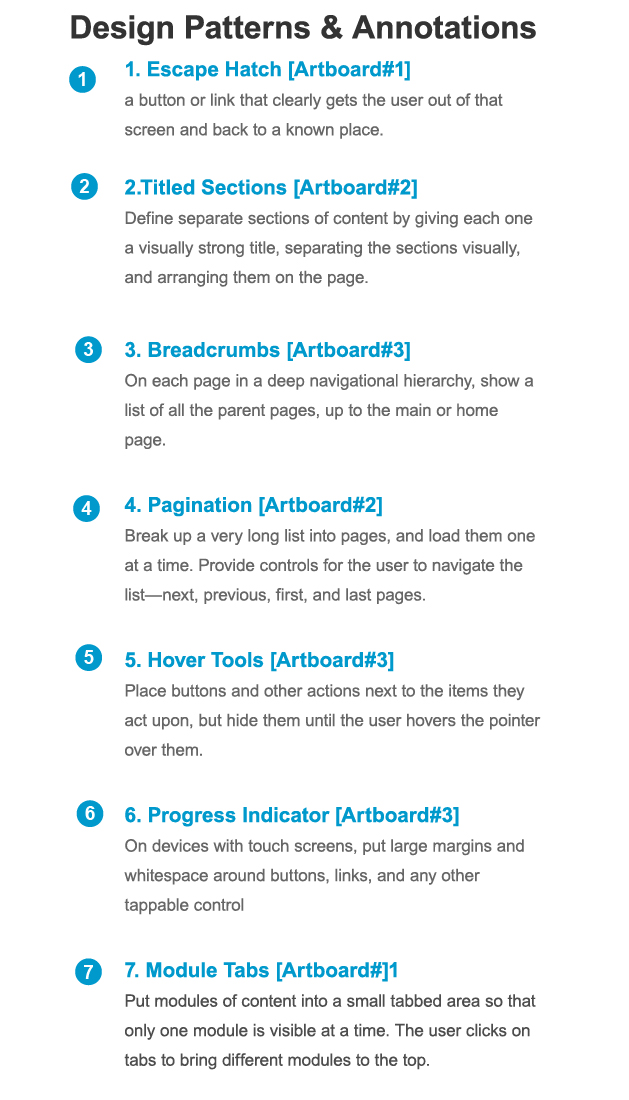 Design Patterns & Annotations
1
1. Escape Hatch [Artboard#1]
a button or link that clearly gets the user out of that
screen and back to a known place.
2
2.Titled Sections [Artboard#2]
Define separate sections of content by giving each one
a visually strong title, separating the sections visually,
and arranging them on the page.
3
3. Breadcrumbs [Artboard#3]
On each page in a deep navigational hierarchy, show a
list of all the parent pages, up to the main or home
page.
4
4. Pagination [Artboard#2]
Break up a very long list into pages, and load them one
at a time. Provide controls for the user to navigate the
list—next, previous, first, and last pages.
5
5. Hover Tools [Artboard#3]
Place buttons and other actions next to the items they
act upon, but hide them until the user hovers the pointer
over them.
6
6. Progress Indicator [Artboard#3]
On devices with touch screens, put large margins and
whitespace around buttons, links, and any other
tappable control
7
7. Module Tabs [Artboard#]1
Put modules of content into a small tabbed area so that
only one module is visible at a time. The user clicks on
tabs to bring different modules to the top.